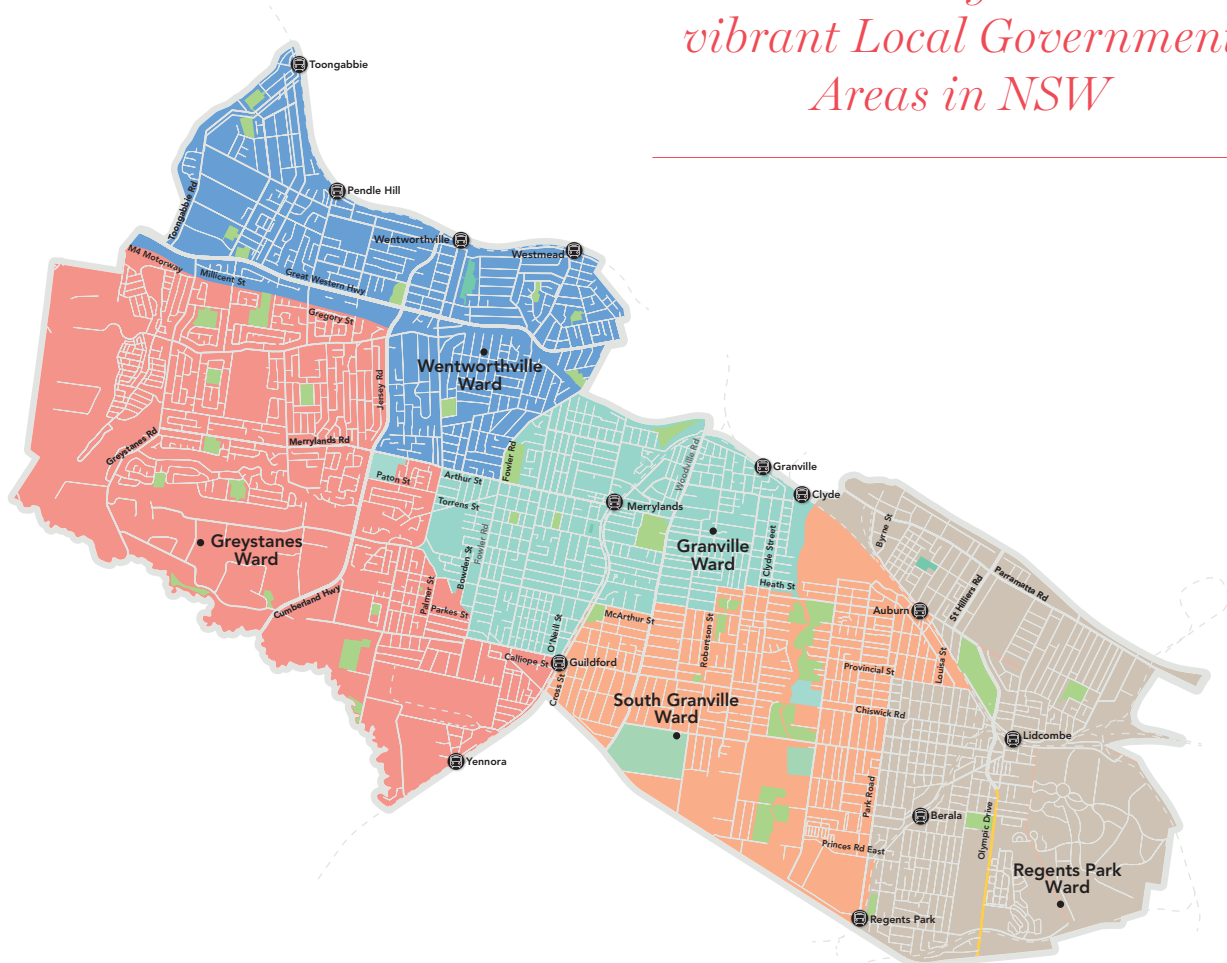 vibrant Local Government
Areas in NSW
Toongabbie
Pendle Hill
Toongabbie Rd
Wentworthville
Westmead
M4 Motorway
Millicent St
Great Western Hwy
Gregory St
Wentworthville
Ward
Jersey Rd
Greystanes Rd
Merrylands Rd
Fowler Rd
Woodville Rd
Paton St
Arthur St
Granville
Clyde
Torrens St
Merrylands
Greystanes
Ward
Bowden St
Fowler Rd
Granville
Ward
Clyde Street
Byrne St
Heath St
Parramatta Rd
St Hilliers Rd
Cumberland Hwy
Palmer St
Parkes St
McArthur St
Auburn
O'Neill St
Robertson St
Louisa St
Calliope St
Guildford
Provincial St
Cross St
South Granville
Ward
Chiswick Rd
Lidcombe
Yennora
Park Road
Berala
Olympic Drive
Princes Rd East
Regents Park
Ward
Regents Park